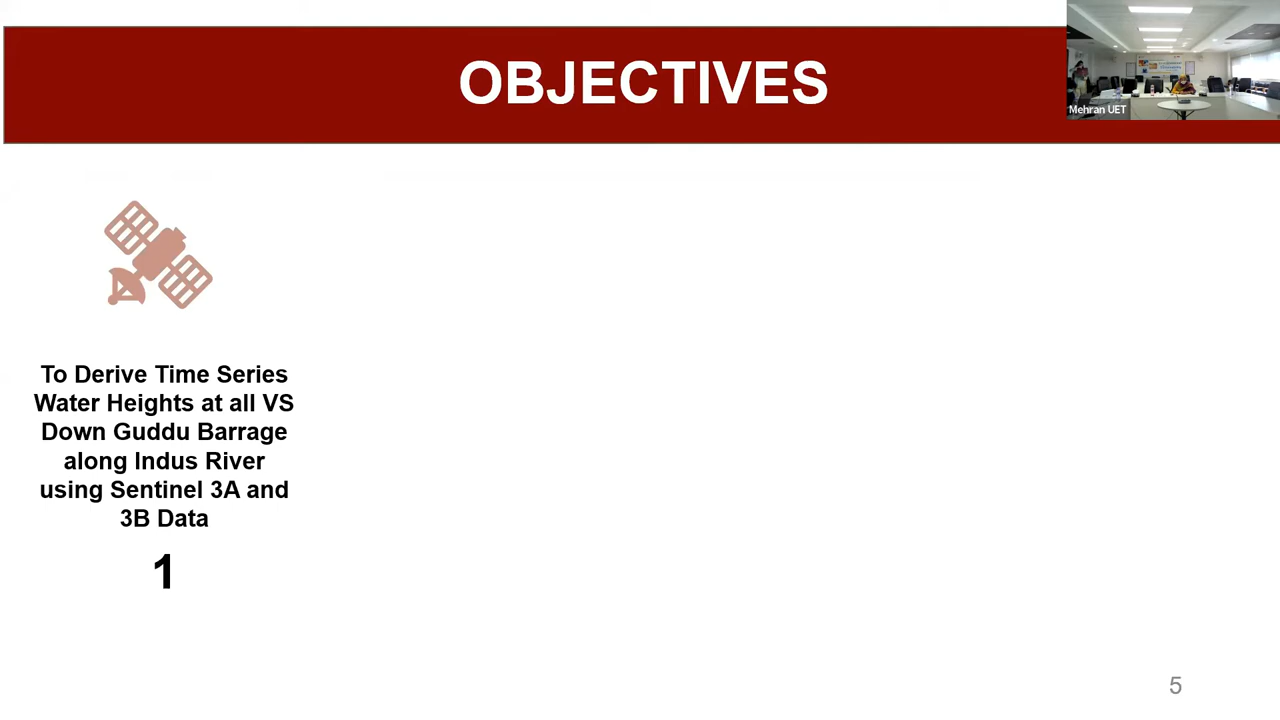 OBJECTIVES
Mehran UET
To Derive Time Series
Water Heights at all VS
Down Guddu Barrage
along Indus River
using Sentinel 3A and
3B Data
1
5